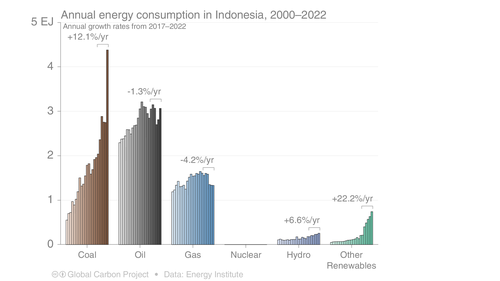 Annual energy consumption in Indonesia, 2000–2022
5 EJ
Annual growth rates from 2017–2022
+12.1%/yr
4
-1.3%/yr
3
-4.2%/yr
2
+22.2%/yr
1
+6.6%/yr
0
Coal Oil Gas Nuclear Hydro Other
Renewables
Global Carbon Project • Data: Energy Institute